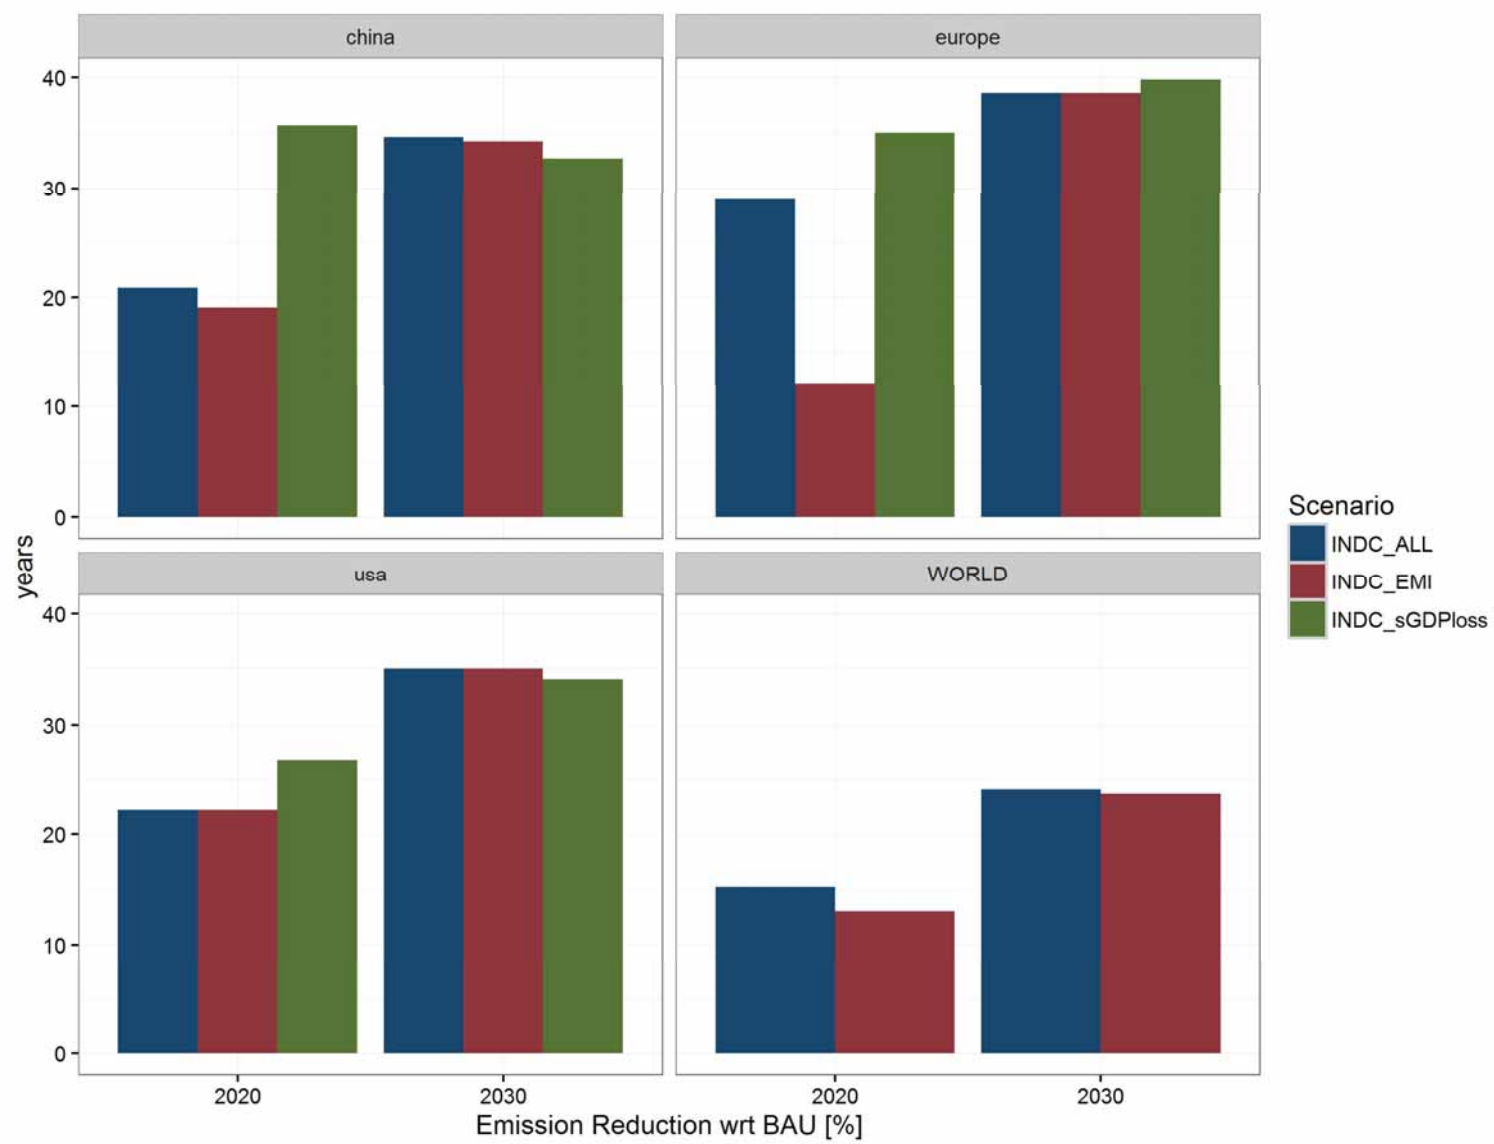 china
europe
40
30
20
10
0
years
usa
WORLD
40
30
20
10
0
2020
2030
2020
2030
Emission Reduction wrt BAU [%]
Scenario
INDC_ALL
INDC_EMI
INDC_sGDPloss